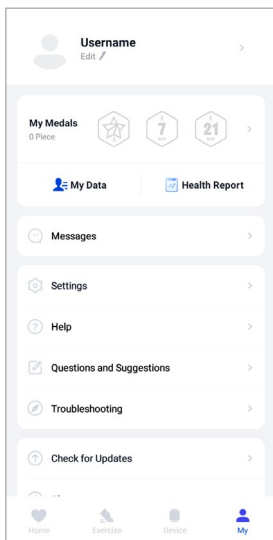 Username
Edit
My Medals
0 Piece
7
21
My Data
Health Report
Messages
Settings
Help
Questions and Suggestions
Troubleshooting
Check for Updates
Home
Exercise
Device
My